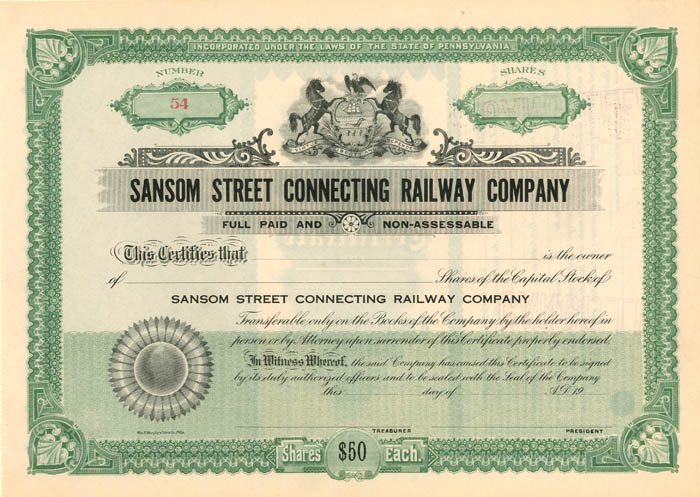 INCORPORATED UNDER THE LAWS OF THE STATE OF PENNSYLVANIA
NUMBER
SHARES
54
SANSOM STREET CONNECTING RAILWAY COMPANY
FULL PAID AND NON-ASSESSABLE
This Certifies that is the owner
of Shares of the Capital Stock of
SANSOM STREET CONNECTING RAILWAY COMPANY
Transferable only on the Books of the Company by the holder hereof in
person or by Attorney upon surrender of this Certificate properly endorsed.
In Witness Whereof, the said Company has caused this Certificate to be signed
by its duly authorized officers and to be sealed with the Seal of the Company
this day of A.D. 19
TREASURER
PRESIDENT
Shares $50 Each.